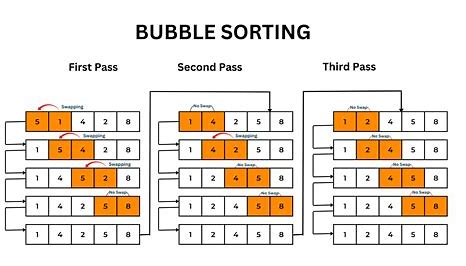 BUBBLE SORTING
First Pass
Swapping
5 1 4 2 8
Swapping
1 5 4 2 8
Swapping
1 4 5 2 8
No Swap
1 4 2 5 8
1 4 2 5 8
Second Pass
No Swap
1 4 2 5 8
Swapping
1 4 2 5 8
No Swap
1 2 4 5 8
No Swap
1 2 4 5 8
1 2 4 5 8
Third Pass
No Swap
1 2 4 5 8
No Swap
1 2 4 5 8
No Swap
1 2 4 5 8
No Swap
1 2 4 5 8
1 2 4 5 8